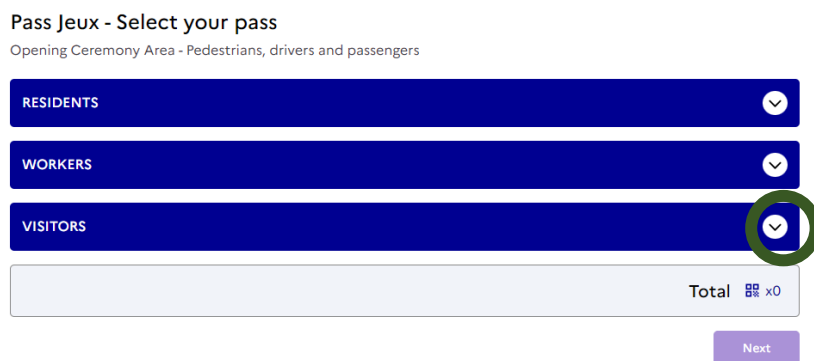 Pass Jeux - Select your pass
Opening Ceremony Area - Pedestrians, drivers and passengers
RESIDENTS
WORKERS
VISITORS
Total x0
Next